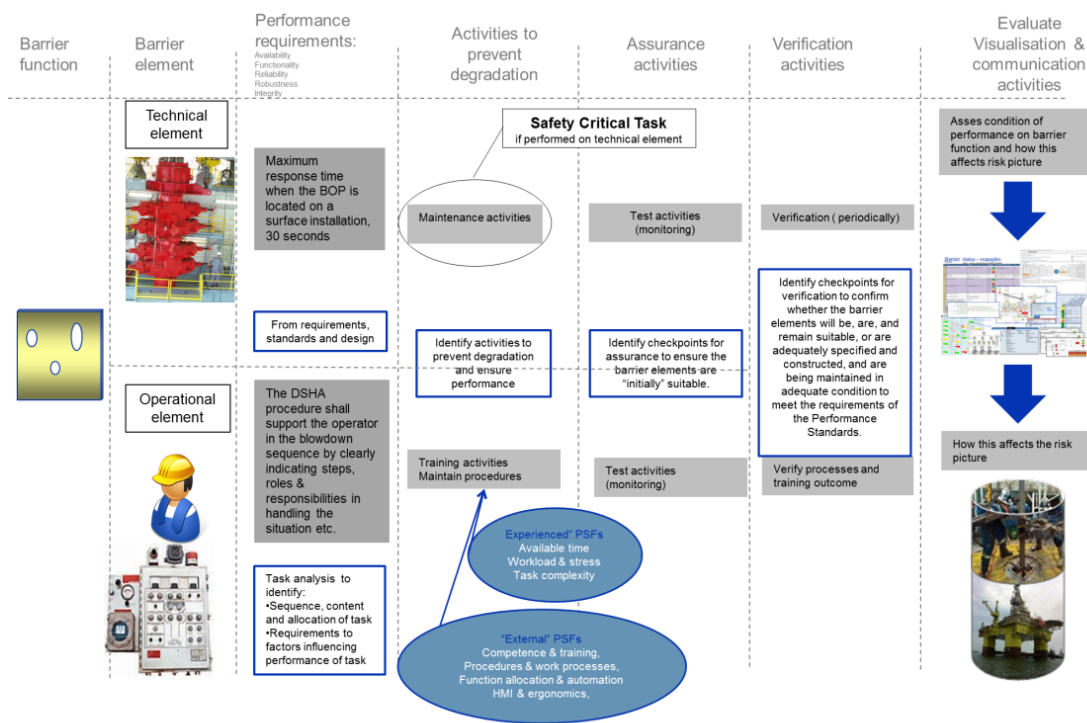 Barrier
function
Barrier
element
Performance
requirements:
Availability
Functionality
Reliability
Robustness
Integrity
Activities to
prevent
degradation
Assurance
activities
Verification
activities
Evaluate
Visualisation &
communication
activities
Technical
element
Safety Critical Task
if performed on technical element
Maximum
response time
when the BOP is
located on a
surface installation,
30 seconds
Maintenance activities
Test activities
(monitoring)
Verification ( periodically)
Asses condition of
performance on barrier
function and how this
affects risk picture
Barrier status – examples
From requirements,
standards and design
Identify activities to
prevent degradation
and ensure
performance
Identify checkpoints for
assurance to ensure the
barrier elements are
“initially” suitable.
Identify checkpoints for
verification to confirm
whether the barrier
elements will be, are, and
remain suitable, or are
adequately specified and
constructed, and are
being maintained in
adequate condition to
meet the requirements of
the Performance
Standards.
Operational
element
The DSHA
procedure shall
support the operator
in the blowdown
sequence by clearly
indicating steps,
roles &
responsibilities in
handling the
situation etc.
Training activities
Maintain procedures
Test activities
(monitoring)
Verify processes and
training outcome
How this affects the risk
picture
Experienced” PSFs
Available time
Workload & stress
Task complexity
Task analysis to
identify:
•Sequence, content
and allocation of task
•Requirements to
factors influencing
performance of task
“External” PSFs
Competence & training,
Procedures & work processes,
Function allocation & automation
HMI & ergonomics,